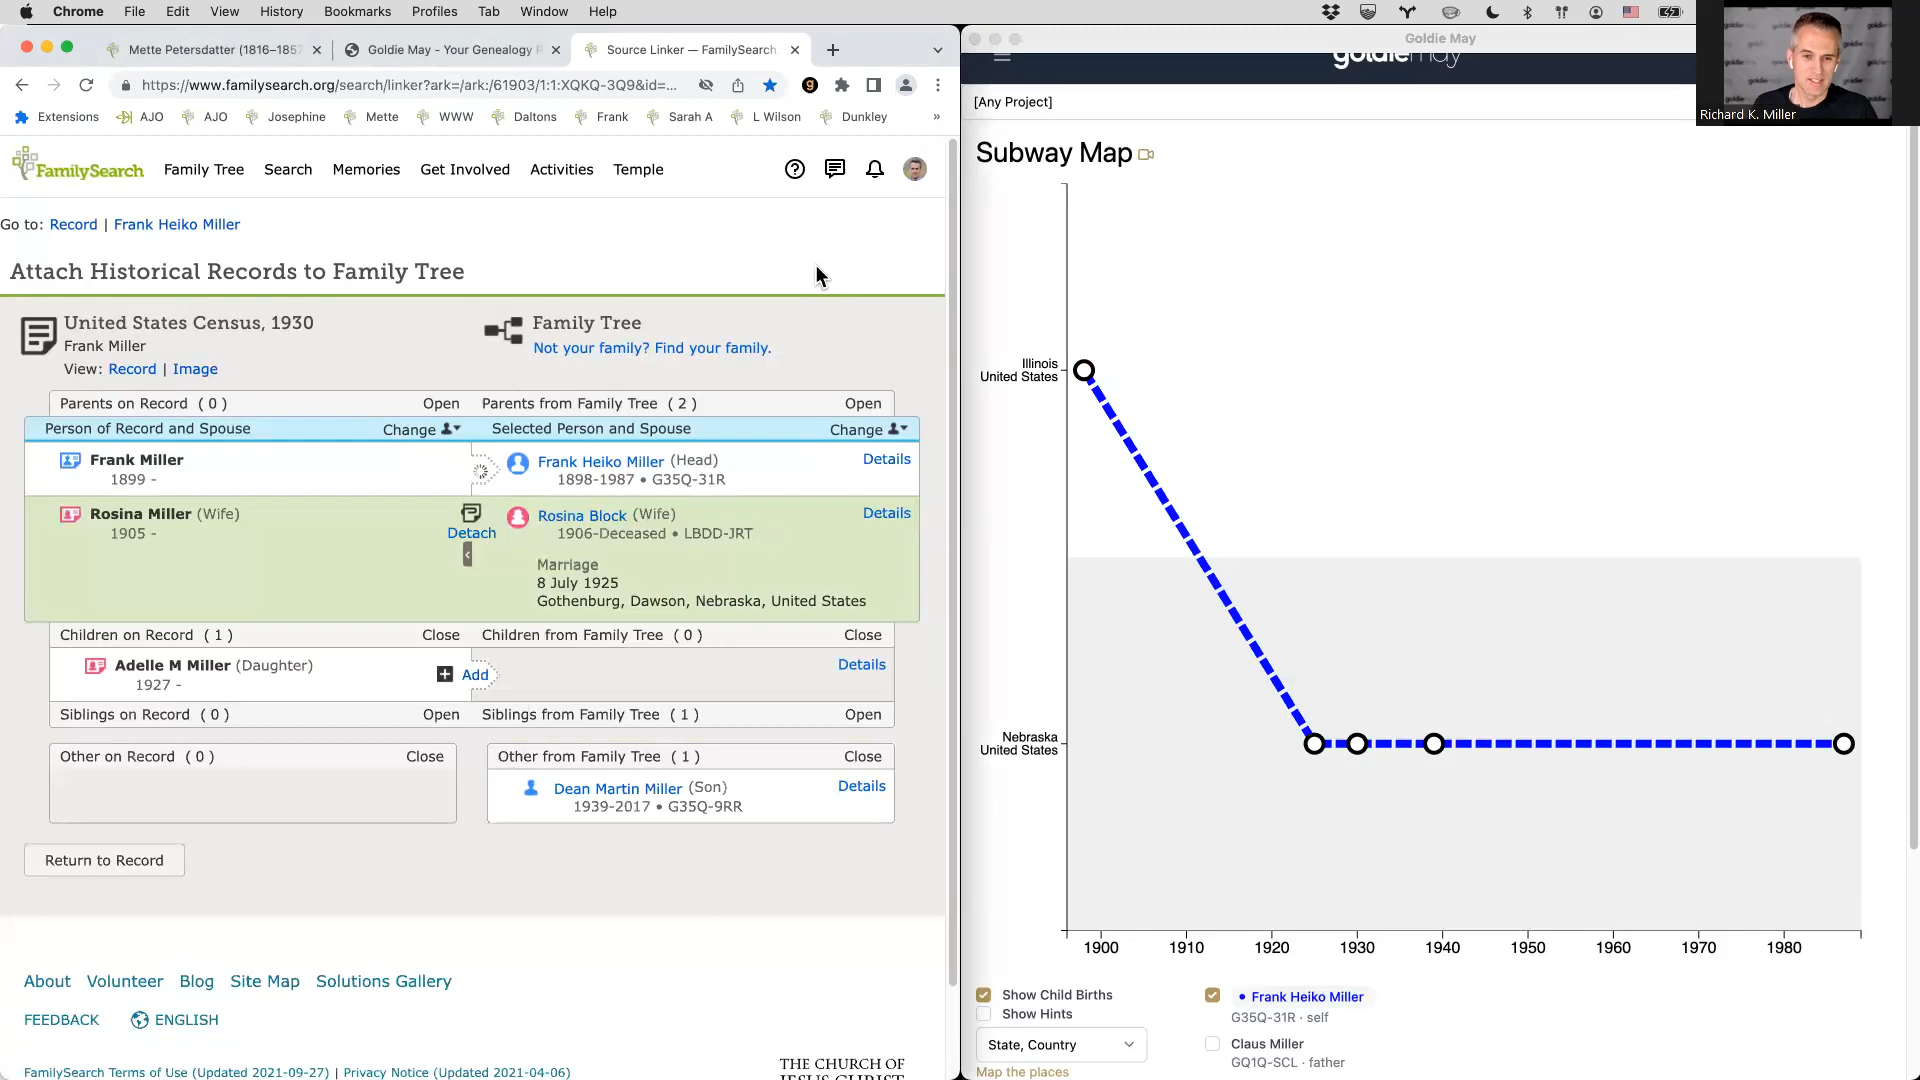 Chrome File Edit View History Bookmarks Profiles Tab Window Help
Mette Petersdatter (1816–185
Goldie May - Your Genealogy R
Source Linker — FamilySearch
https://www.familysearch.org/search/linker?ark=/ark:/61903/1:1:XQKQ-3Q9&id=...
Extensions AJO AJO Josephine Mette WWW Daltons Frank Sarah A L Wilson Dunkley »
FamilySearch Family Tree Search Memories Get Involved Activities Temple
Go to: Record | Frank Heiko Miller
Attach Historical Records to Family Tree
United States Census, 1930
Frank Miller
View: Record | Image
Family Tree
Not your family? Find your family.
Parents on Record ( 0 ) Open Parents from Family Tree ( 2 ) Open
Person of Record and Spouse Change Selected Person and Spouse Change
Frank Miller
1899 -
Frank Heiko Miller (Head) Details
1898-1987 • G35Q-31R
Rosina Miller (Wife)
1905 -
Detach
Rosina Block (Wife) Details
1906-Deceased • LBDD-JRT
Marriage
8 July 1925
Gothenburg, Dawson, Nebraska, United States
Children on Record ( 1 ) Close Children from Family Tree ( 0 ) Close
Adelle M Miller (Daughter)
1927 -
Add Details
Siblings on Record ( 0 ) Open Siblings from Family Tree ( 1 ) Open
Other on Record ( 0 ) Close Other from Family Tree ( 1 ) Close
Dean Martin Miller (Son) Details
1939-2017 • G35Q-9RR
Return to Record
About Volunteer Blog Site Map Solutions Gallery
FEEDBACK ENGLISH
THE CHURCH OF
JESUS CHRIST
FamilySearch Terms of Use (Updated 2021-09-27) | Privacy Notice (Updated 2021-04-06)
Goldie May
goldie may
[Any Project]
Subway Map
Illinois
United States
Nebraska
United States
1900 1910 1920 1930 1940 1950 1960 1970 1980
Show Child Births
Show Hints
State, Country
Map the places
• Frank Heiko Miller
G35Q-31R · self
Claus Miller
GQ1Q-SCL · father
Richard K. Miller